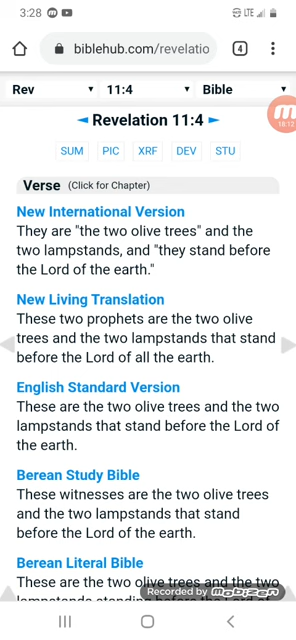 3:28 LTE
biblehub.com/revelatio 4
Rev 11:4 Bible
Revelation 11:4
18:13
SUM PIC XRF DEV STU
Verse (Click for Chapter)
New International Version
They are "the two olive trees" and the
two lampstands, and "they stand before
the Lord of the earth."
New Living Translation
These two prophets are the two olive
trees and the two lampstands that stand
before the Lord of all the earth.
English Standard Version
These are the two olive trees and the two
lampstands that stand before the Lord of
the earth.
Berean Study Bible
These witnesses are the two olive trees
and the two lampstands that stand
before the Lord of the earth.
Berean Literal Bible
These are the two olive trees and the two
Recorded by mobizen
lampstands standing before the Lord of